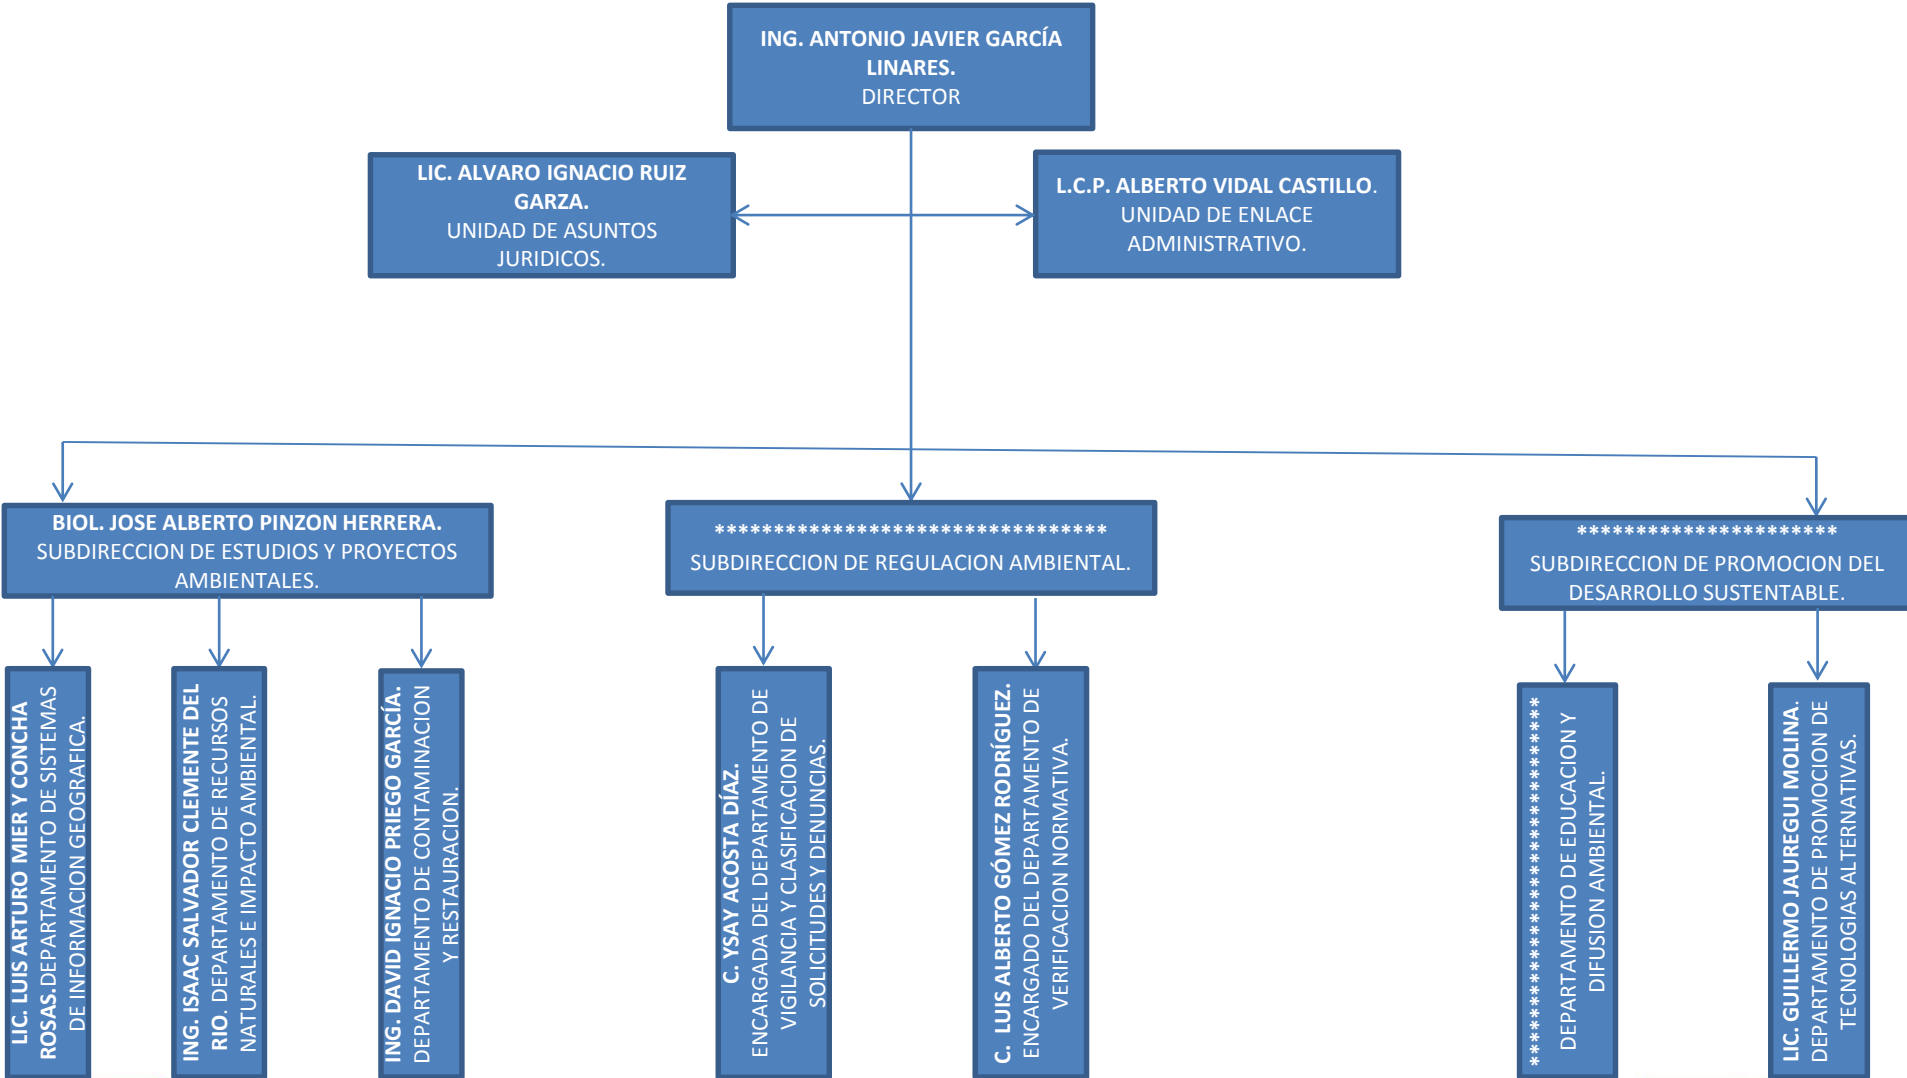 ING. ANTONIO JAVIER GARCÍA
LINARES.
DIRECTOR
LIC. ALVARO IGNACIO RUIZ
GARZA.
UNIDAD DE ASUNTOS
JURIDICOS.
L.C.P. ALBERTO VIDAL CASTILLO.
UNIDAD DE ENLACE
ADMINISTRATIVO.
BIOL. JOSE ALBERTO PINZON HERRERA.
SUBDIRECCION DE ESTUDIOS Y PROYECTOS
AMBIENTALES.
*********************************
SUBDIRECCION DE REGULACION AMBIENTAL.
**********************
SUBDIRECCION DE PROMOCION DEL
DESARROLLO SUSTENTABLE.
LIC. LUIS ARTURO MIER Y CONCHA
ROSAS.DEPARTAMENTO DE SISTEMAS
DE INFORMACION GEOGRAFICA.
ING. ISAAC SALVADOR CLEMENTE DEL
RIO. DEPARTAMENTO DE RECURSOS
NATURALES E IMPACTO AMBIENTAL.
ING. DAVID IGNACIO PRIEGO GARCÍA.
DEPARTAMENTO DE CONTAMINACION
Y RESTAURACION.
C. YSAY ACOSTA DÍAZ.
ENCARGADA DEL DEPARTAMENTO DE
VIGILANCIA Y CLASIFICACION DE
SOLICITUDES Y DENUNCIAS.
C. LUIS ALBERTO GÓMEZ RODRÍGUEZ.
ENCARGADO DEL DEPARTAMENTO DE
VERIFICACION NORMATIVA.
*******************************
DEPARTAMENTO DE EDUCACION Y
DIFUSION AMBIENTAL.
LIC. GUILLERMO JAUREGUI MOLINA.
DEPARTAMENTO DE PROMOCION DE
TECNOLOGIAS ALTERNATIVAS.